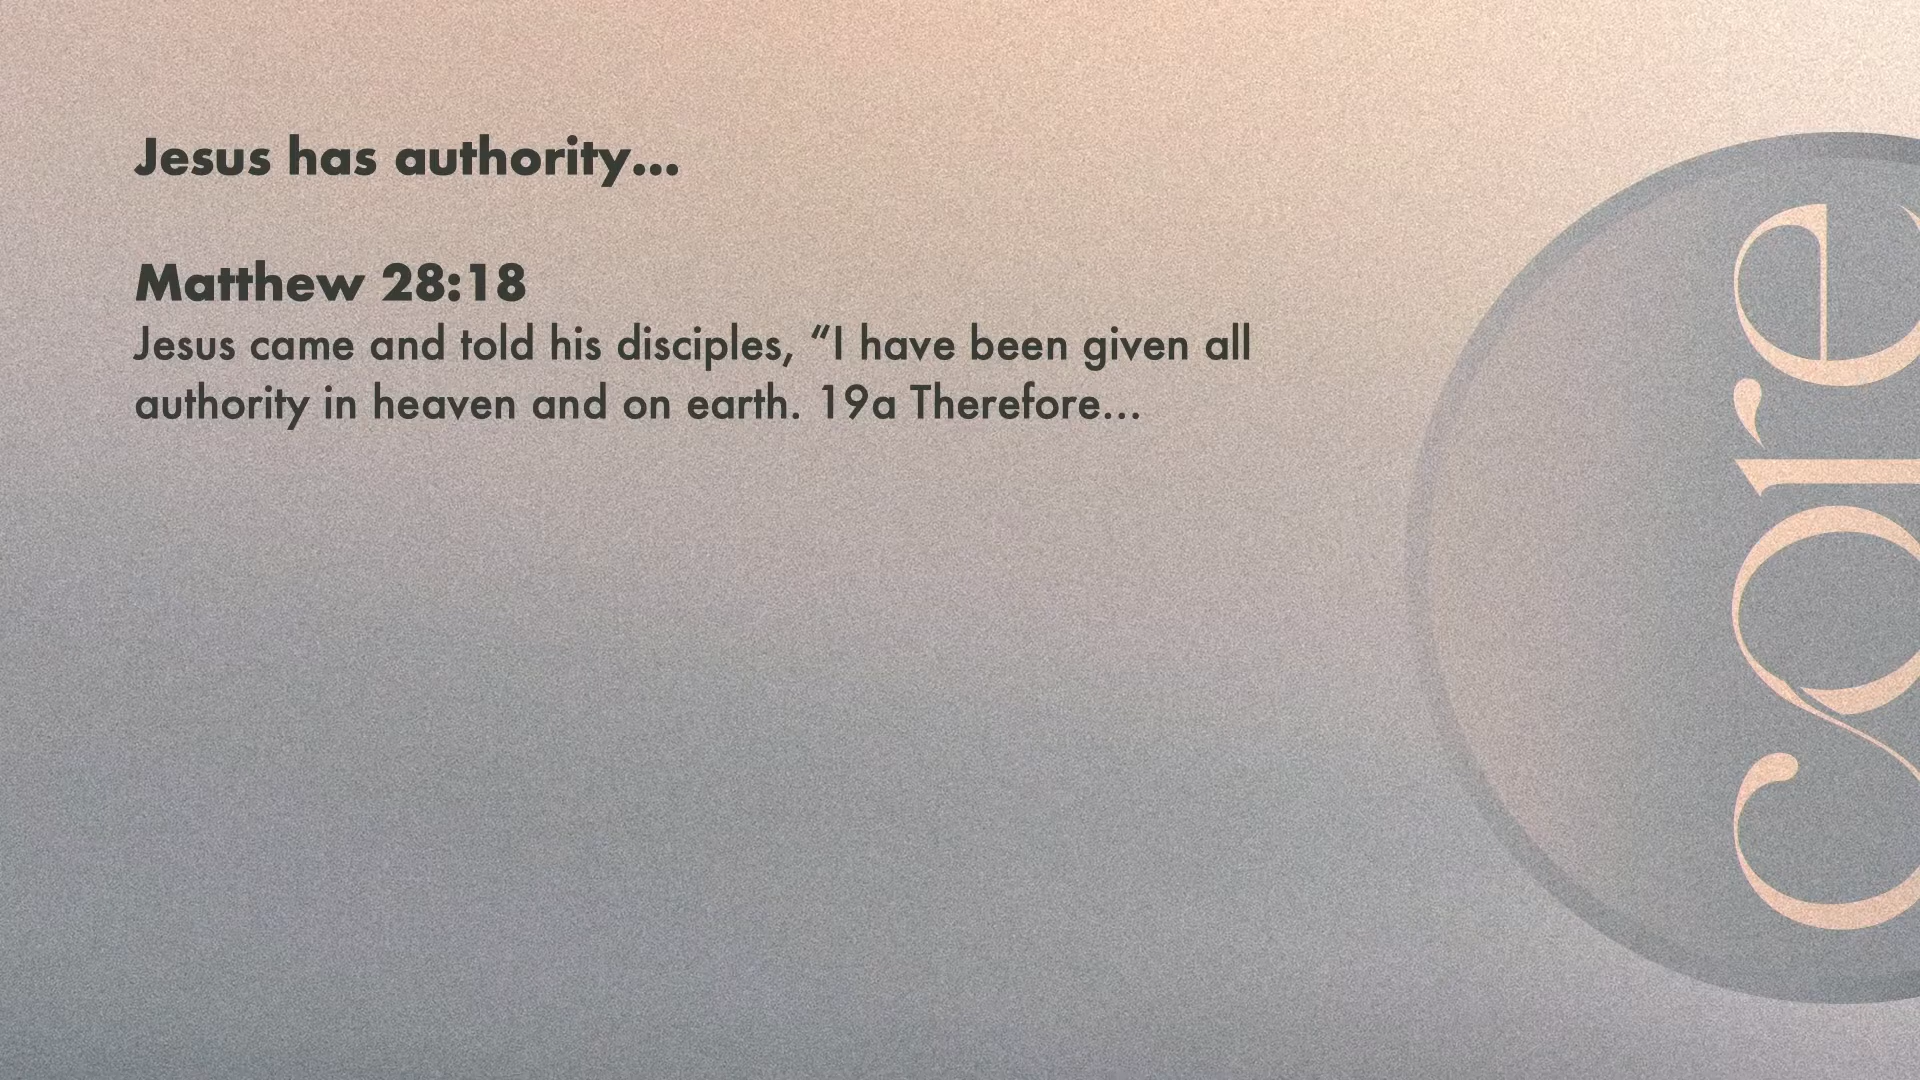 Jesus has authority...
Matthew 28:18
Jesus came and told his disciples, “I have been given all
authority in heaven and on earth. 19a Therefore…
core